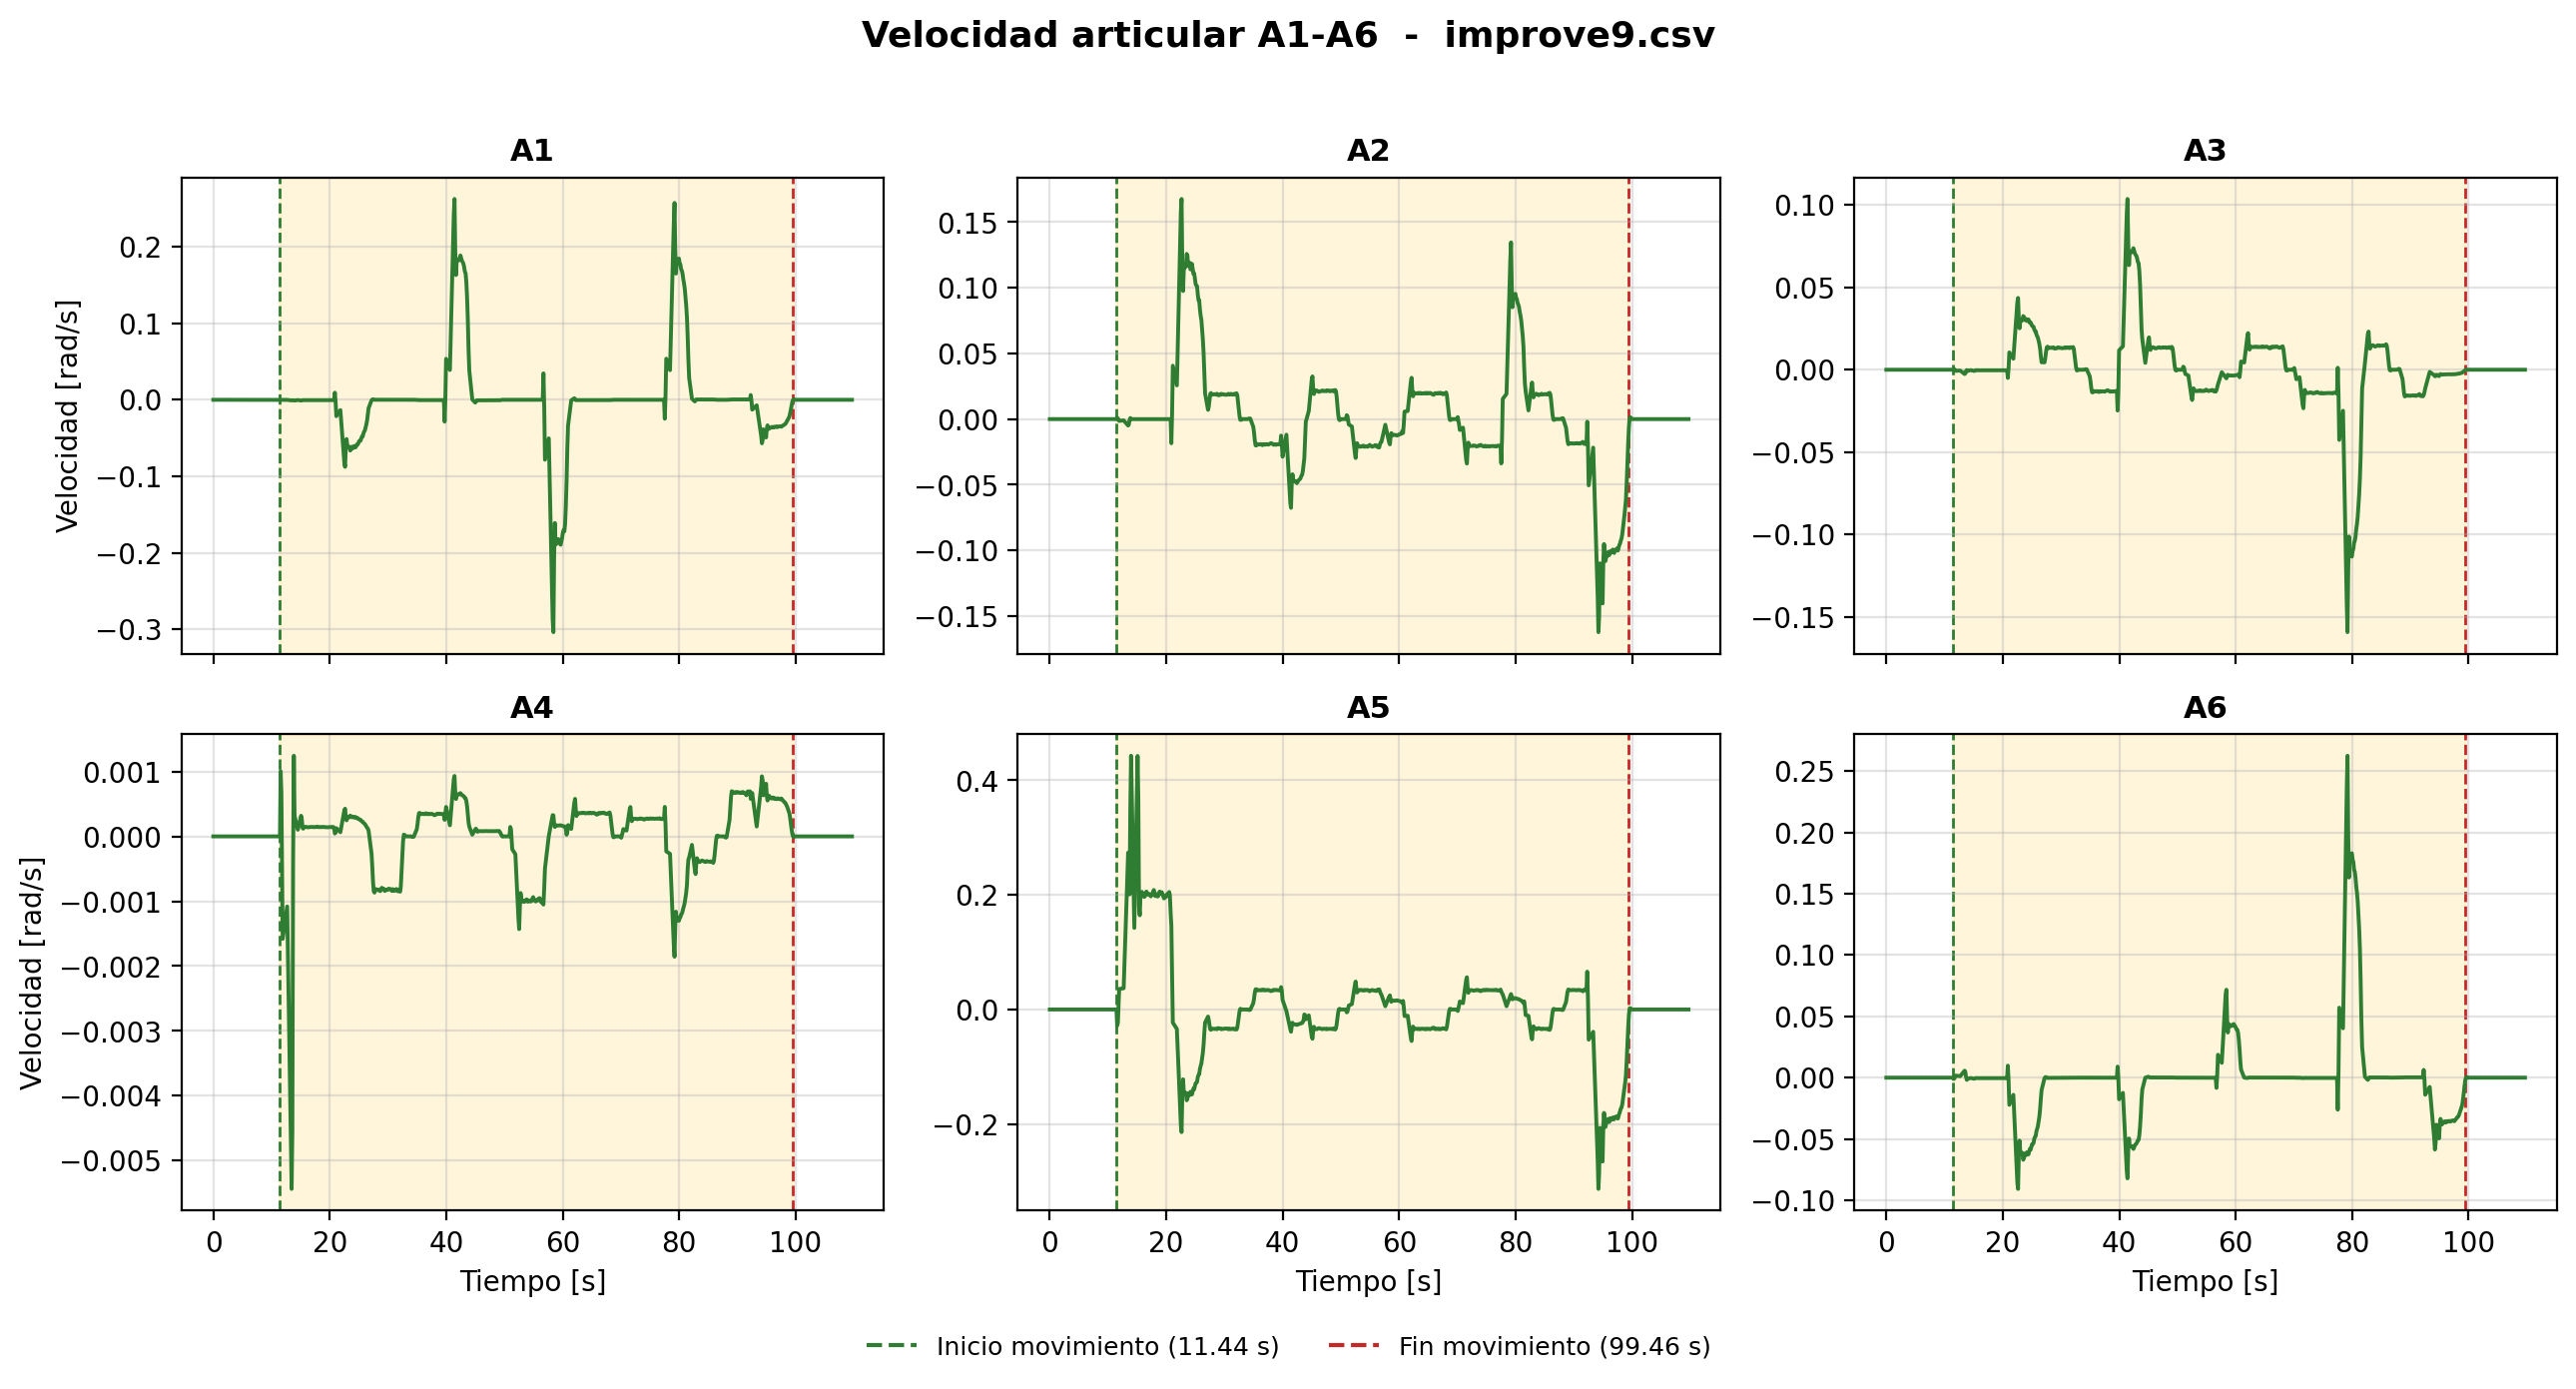 Velocidad articular A1-A6  -  improve9.csv
A1
A2
A3
Velocidad [rad/s]
0.2
0.1
0.0
−0.1
−0.2
−0.3
0.15
0.10
0.05
0.00
−0.05
−0.10
−0.15
0.10
0.05
0.00
−0.05
−0.10
−0.15
A4
A5
A6
Velocidad [rad/s]
0.001
0.000
−0.001
−0.002
−0.003
−0.004
−0.005
0.4
0.2
0.0
−0.2
0.25
0.20
0.15
0.10
0.05
0.00
−0.05
−0.10
0 20 40 60 80 100
0 20 40 60 80 100
0 20 40 60 80 100
Tiempo [s]
Tiempo [s]
Tiempo [s]
Inicio movimiento (11.44 s)
Fin movimiento (99.46 s)